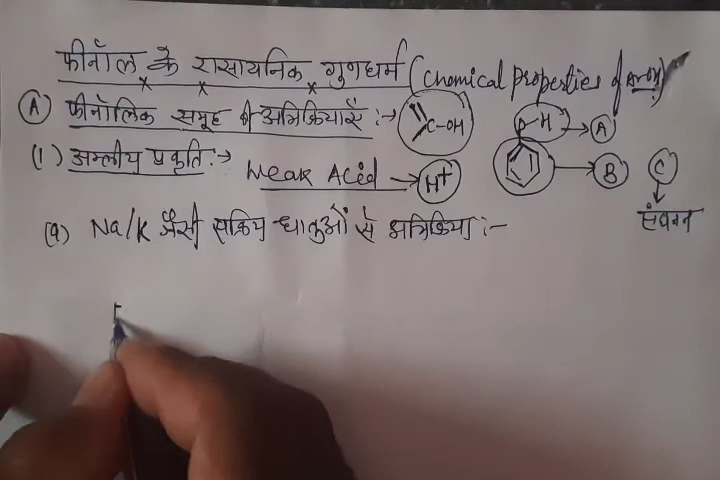 फीनॉल के रासायनिक गुणधर्म (Chemical properties of
(A) फीनॉलिक समूह की अभिक्रियाएँ :→ C-OH O-H → (A)
(1) अम्लीय प्रकृति :→ Weak Acid → H+ → (B) (C)
↓
संघनन
(a) Na/K जैसी सक्रिय धातुओं से अभिक्रिया :-